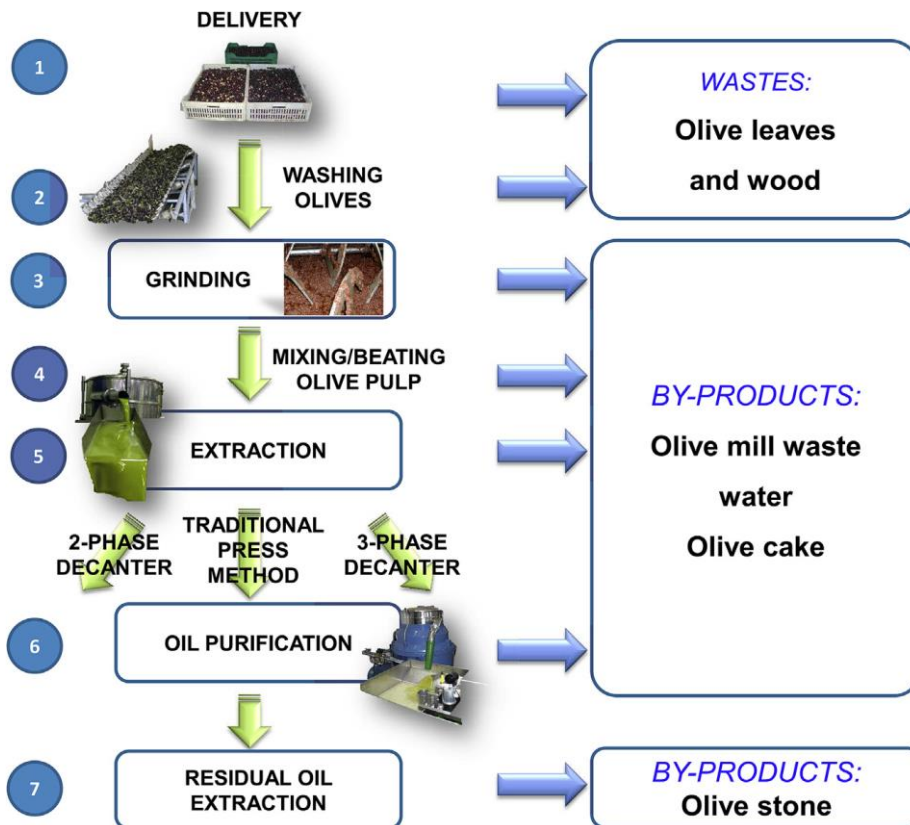 DELIVERY
1
WASTES:
Olive leaves
and wood
2
WASHING
OLIVES
3
GRINDING
4
MIXING/BEATING
OLIVE PULP
BY-PRODUCTS:
Olive mill waste
water
Olive cake
5
EXTRACTION
2-PHASE
DECANTER
TRADITIONAL
PRESS
METHOD
3-PHASE
DECANTER
6
OIL PURIFICATION
7
RESIDUAL OIL
EXTRACTION
BY-PRODUCTS:
Olive stone